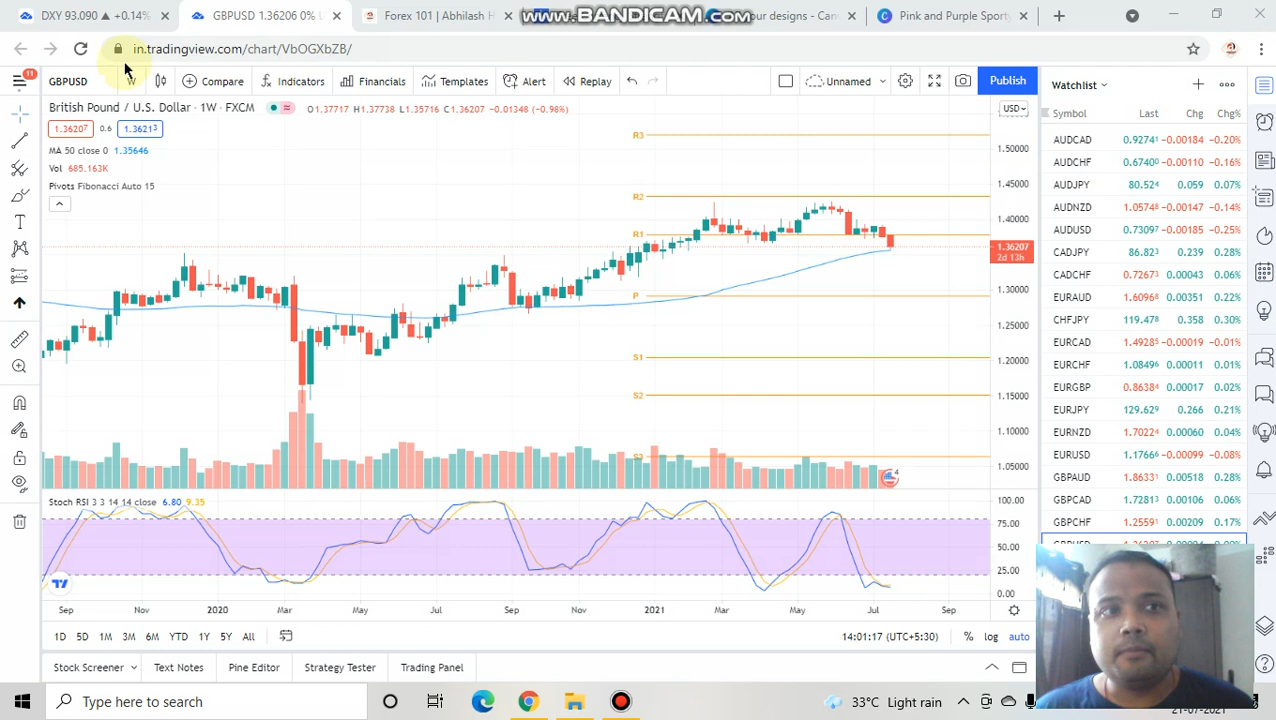 DXY 93.016 ▲ +0.14%
GBPUSD 1.36206 0% U
Forex 101 | Abhilash H
www.BANDICAM.com
our designs - Can
Pink and Purple Sporty
in.tradingview.com/chart/VbOGXbZB/
11
GBPUSD
W
Compare
Indicators
Financials
Templates
Alert
Replay
Unnamed
Publish
Watchlist
British Pound / U.S. Dollar · 1W · FXCM
O1.37717 H1.37738 L1.35716 C1.36207 −0.01348 (−0.98%)
1.36207 0.6 1.36213
MA 50 close 0 1.35646
Vol 685.163K
Pivots Fibonacci Auto 15
USD
R3
R2
R1
P
S1
S2
S3
1.50000
1.45000
1.40000
1.36207
2d 13h
1.30000
1.25000
1.20000
1.15000
1.10000
1.05000
4
Stoch RSI 3 3 14 14 close 6.80 9.35
100.00
75.00
50.00
25.00
0.00
Sep Nov 2020 Mar May Jul Sep Nov 2021 Mar May Jul Sep
1D 5D 1M 3M 6M YTD 1Y 5Y All
14:01:17 (UTC+5:30) % log auto
Stock Screener Text Notes Pine Editor Strategy Tester Trading Panel
Symbol Last Chg Chg%
AUDCAD 0.92741 −0.00184 −0.20%
AUDCHF 0.67400 −0.00110 −0.16%
AUDJPY 80.524 0.059 0.07%
AUDNZD 1.05748 −0.00147 −0.14%
AUDUSD 0.73097 −0.00185 −0.25%
CADJPY 86.823 0.239 0.28%
CADCHF 0.72673 0.00043 0.06%
EURAUD 1.60968 0.00351 0.22%
CHFJPY 119.478 0.358 0.30%
EURCAD 1.49285 −0.00019 −0.01%
EURCHF 1.08496 0.00011 0.01%
EURGBP 0.86384 0.00017 0.02%
EURJPY 129.629 0.266 0.21%
EURNZD 1.70224 0.00060 0.04%
EURUSD 1.17666 −0.00099 −0.08%
GBPAUD 1.86331 0.00518 0.28%
GBPCAD 1.72813 0.00106 0.06%
GBPCHF 1.25591 0.00209 0.17%
Type here to search
33°C Light rain
21-07-2021